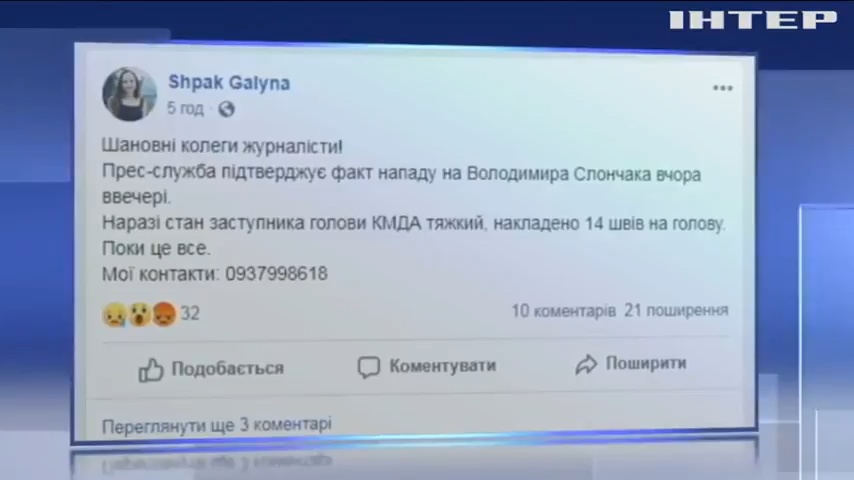 ІНТЕР
Shpak Galyna
5 год ·
Шановні колеги журналісти!
Прес-служба підтверджує факт нападу на Володимира Слончака вчора
ввечері.
Наразі стан заступника голови КМДА тяжкий, накладено 14 швів на голову.
Поки це все.
Мої контакти: 0937998618
32
10 коментарів 21 поширення
Подобається Коментувати Поширити
Переглянути ще 3 коментарі